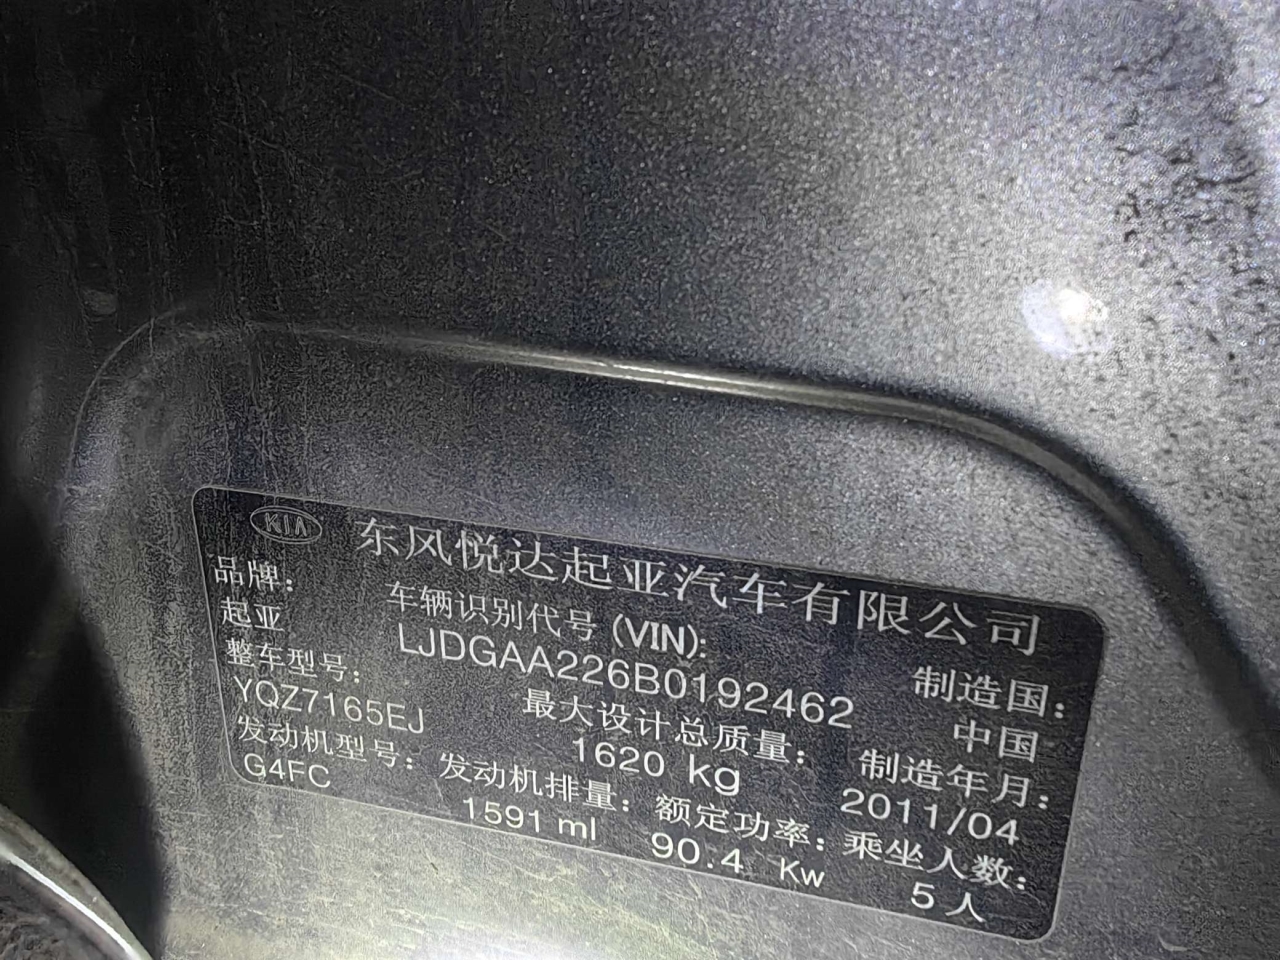 KIA 东风悦达起亚汽车有限公司
品牌: 车辆识别代号 (VIN): 制造国:
起亚 LJDGAA226B0192462 中国
整车型号: 最大设计总质量: 制造年月:
YQZ7165EJ 1620 kg 2011/04
发动机型号: 发动机排量: 额定功率: 乘坐人数:
G4FC 1591 ml 90.4 Kw 5 人